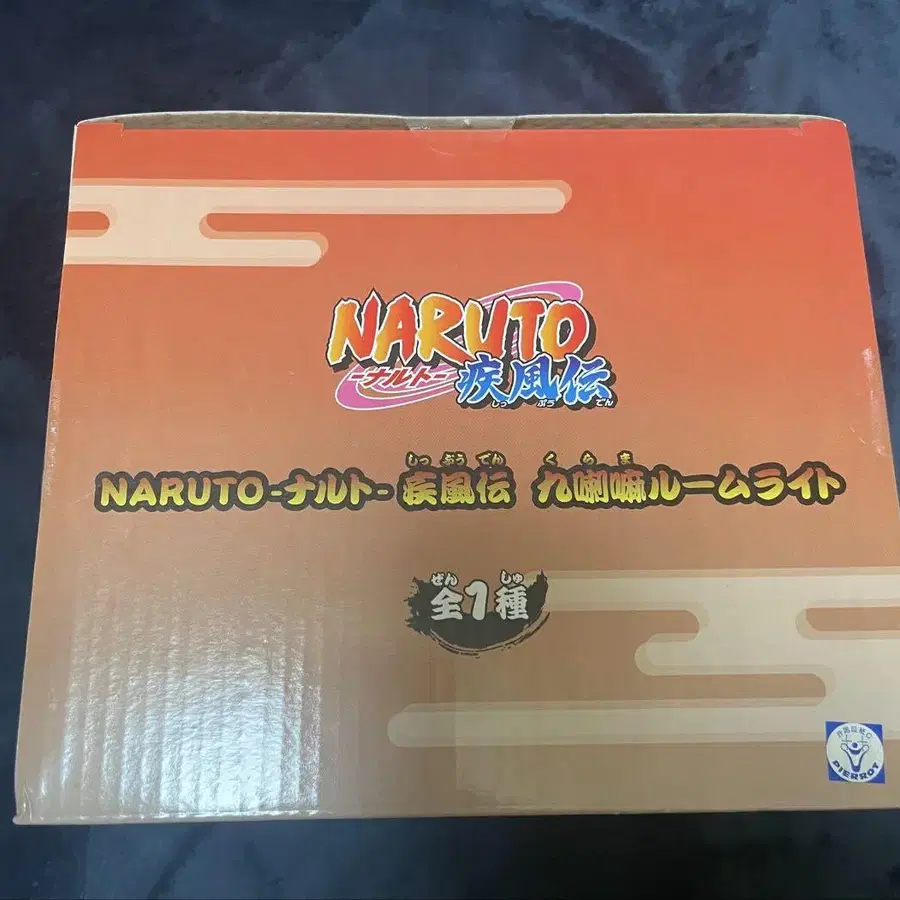 NARUTO
-ナルト-
疾風伝
しっ ぷう でん
しっ ぷう でん く ら ま
NARUTO-ナルト- 疾風伝 九喇嘛ルームライト
ぜん しゅ
全1種
PIERROT